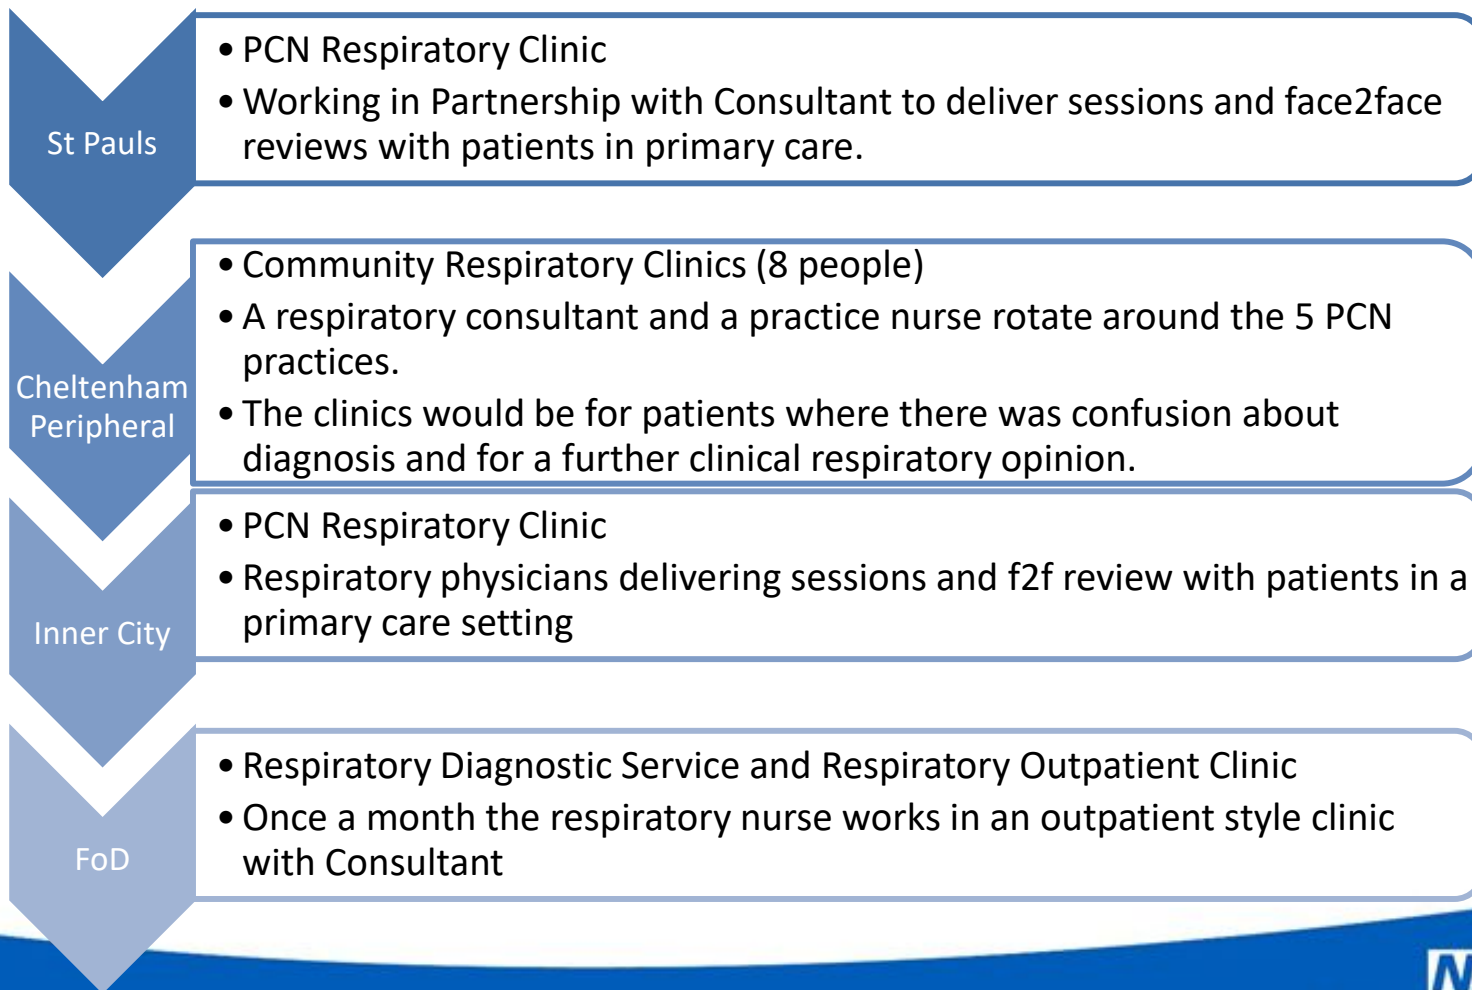 St Pauls
• PCN Respiratory Clinic
• Working in Partnership with Consultant to deliver sessions and face2face
reviews with patients in primary care.
Cheltenham
Peripheral
• Community Respiratory Clinics (8 people)
• A respiratory consultant and a practice nurse rotate around the 5 PCN
practices.
• The clinics would be for patients where there was confusion about
diagnosis and for a further clinical respiratory opinion.
Inner City
• PCN Respiratory Clinic
• Respiratory physicians delivering sessions and f2f review with patients in a
primary care setting
FoD
• Respiratory Diagnostic Service and Respiratory Outpatient Clinic
• Once a month the respiratory nurse works in an outpatient style clinic
with Consultant